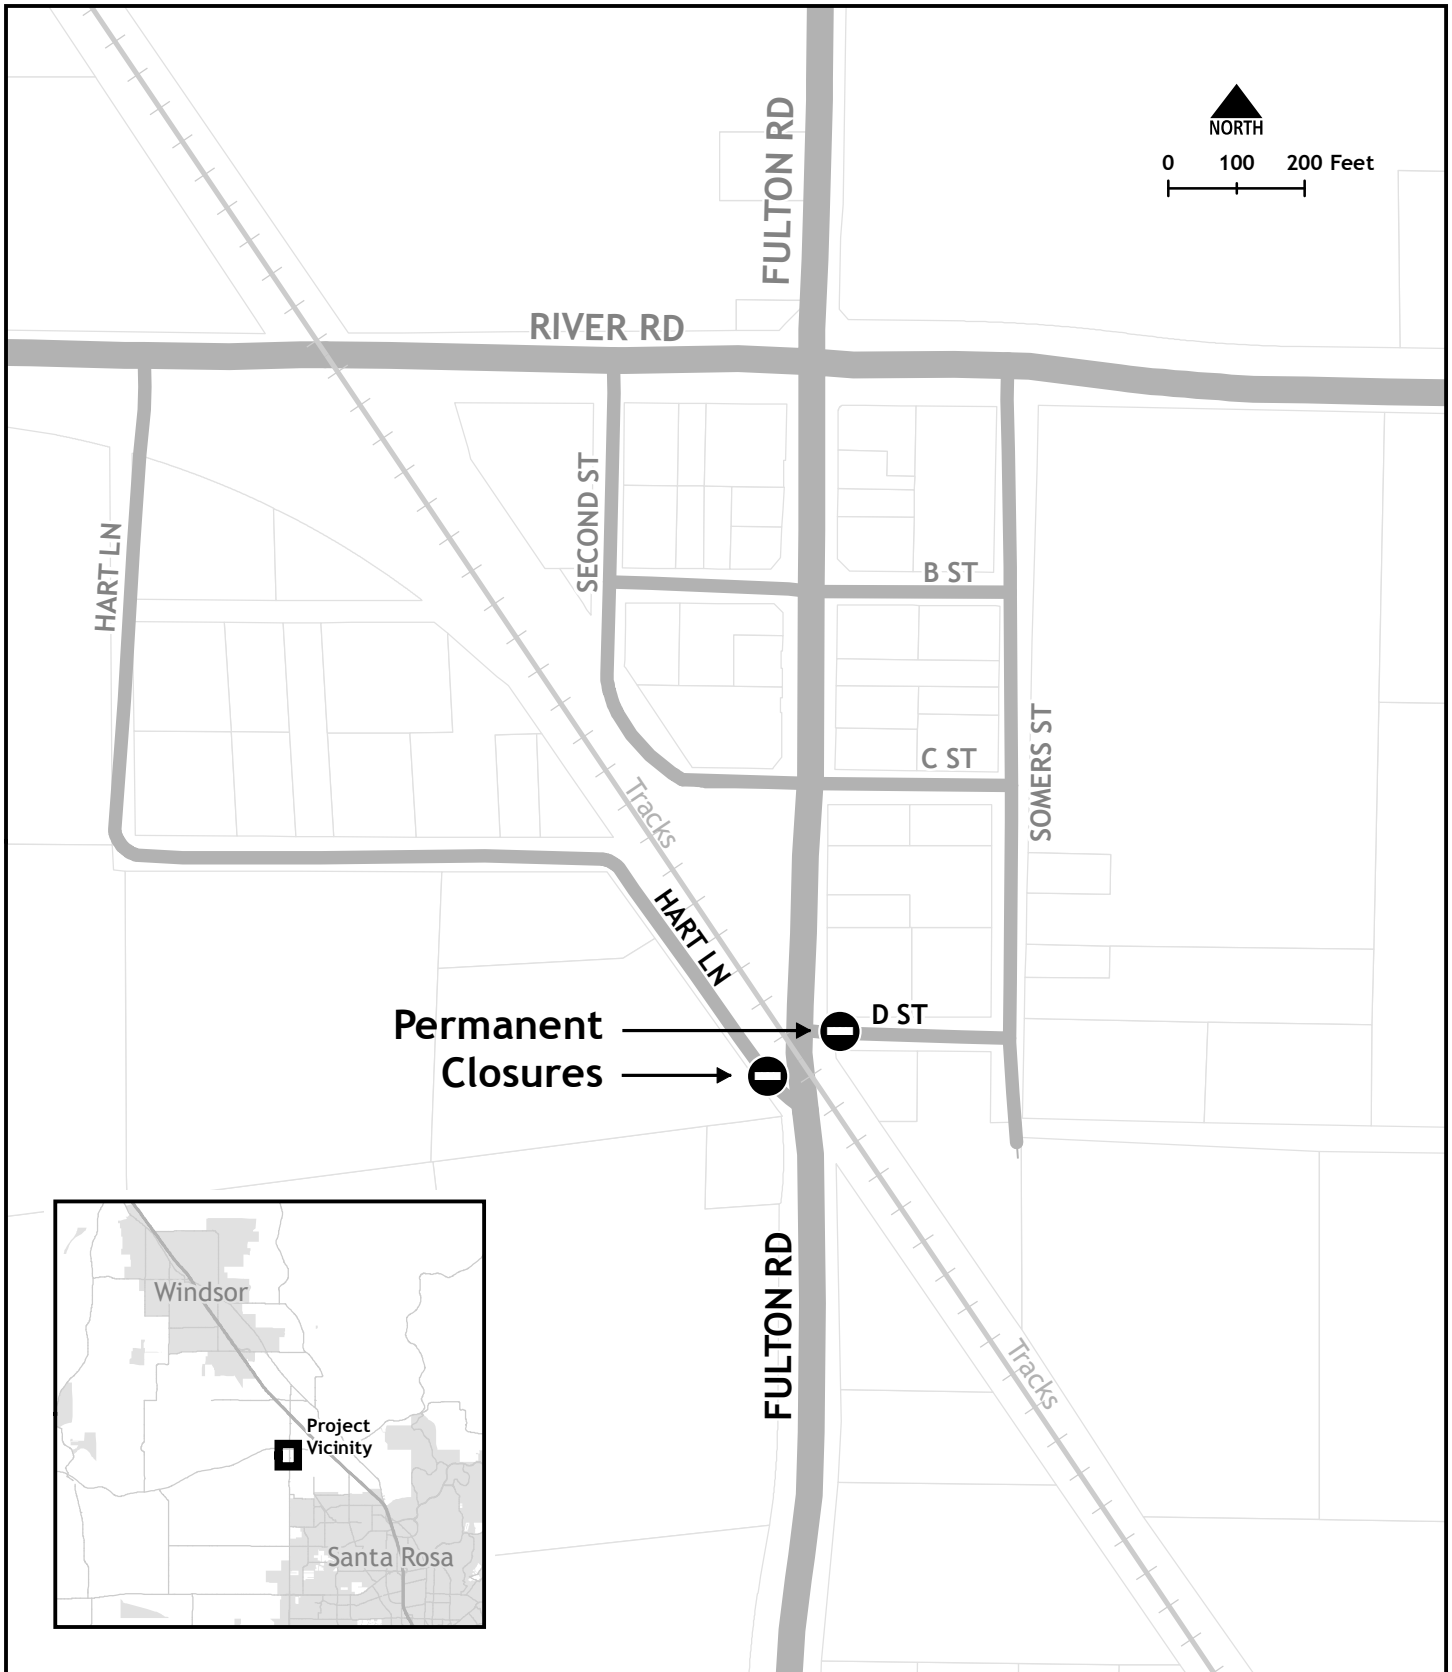 FULTON RD
NORTH
0 100 200 Feet
RIVER RD
SECOND ST
HART LN
B ST
C ST
SOMERS ST
Tracks
HART LN
D ST
Permanent
Closures
FULTON RD
Tracks
Windsor
Project
Vicinity
Santa Rosa